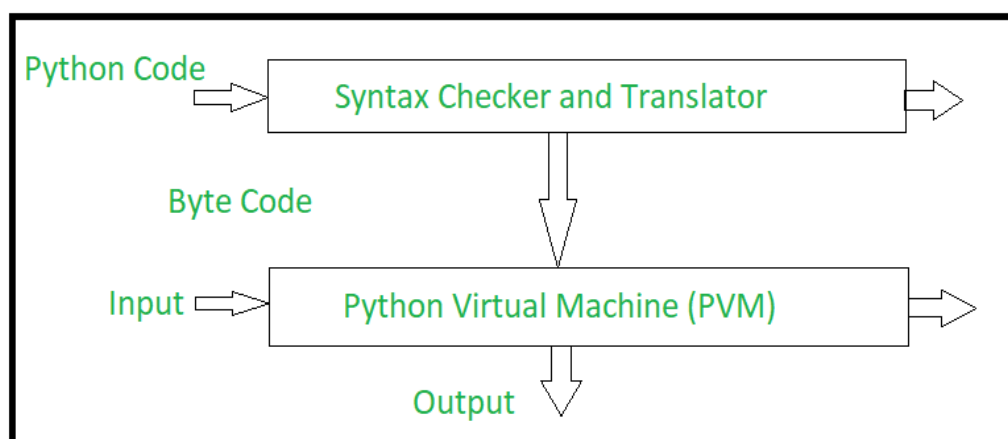 Python Code
Syntax Checker and Translator
Byte Code
Input
Python Virtual Machine (PVM)
Output